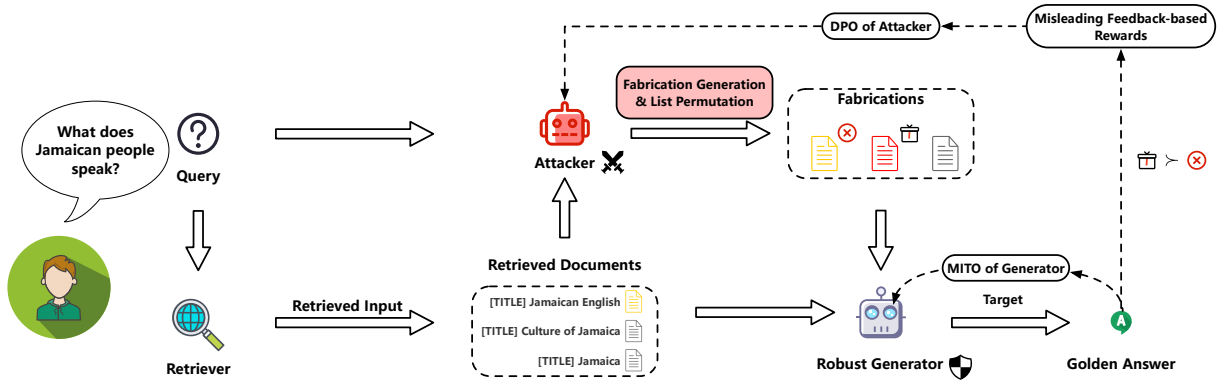 DPO of Attacker
Misleading Feedback-based
Rewards
What does
Jamaican people
speak?
Query
Attacker
Fabrication Generation
& List Permutation
Fabrications
Retrieved Documents
[TITLE] Jamaican English
[TITLE] Culture of Jamaica
[TITLE] Jamaica
Retrieved Input
Retriever
MITO of Generator
Target
Robust Generator
A
Golden Answer